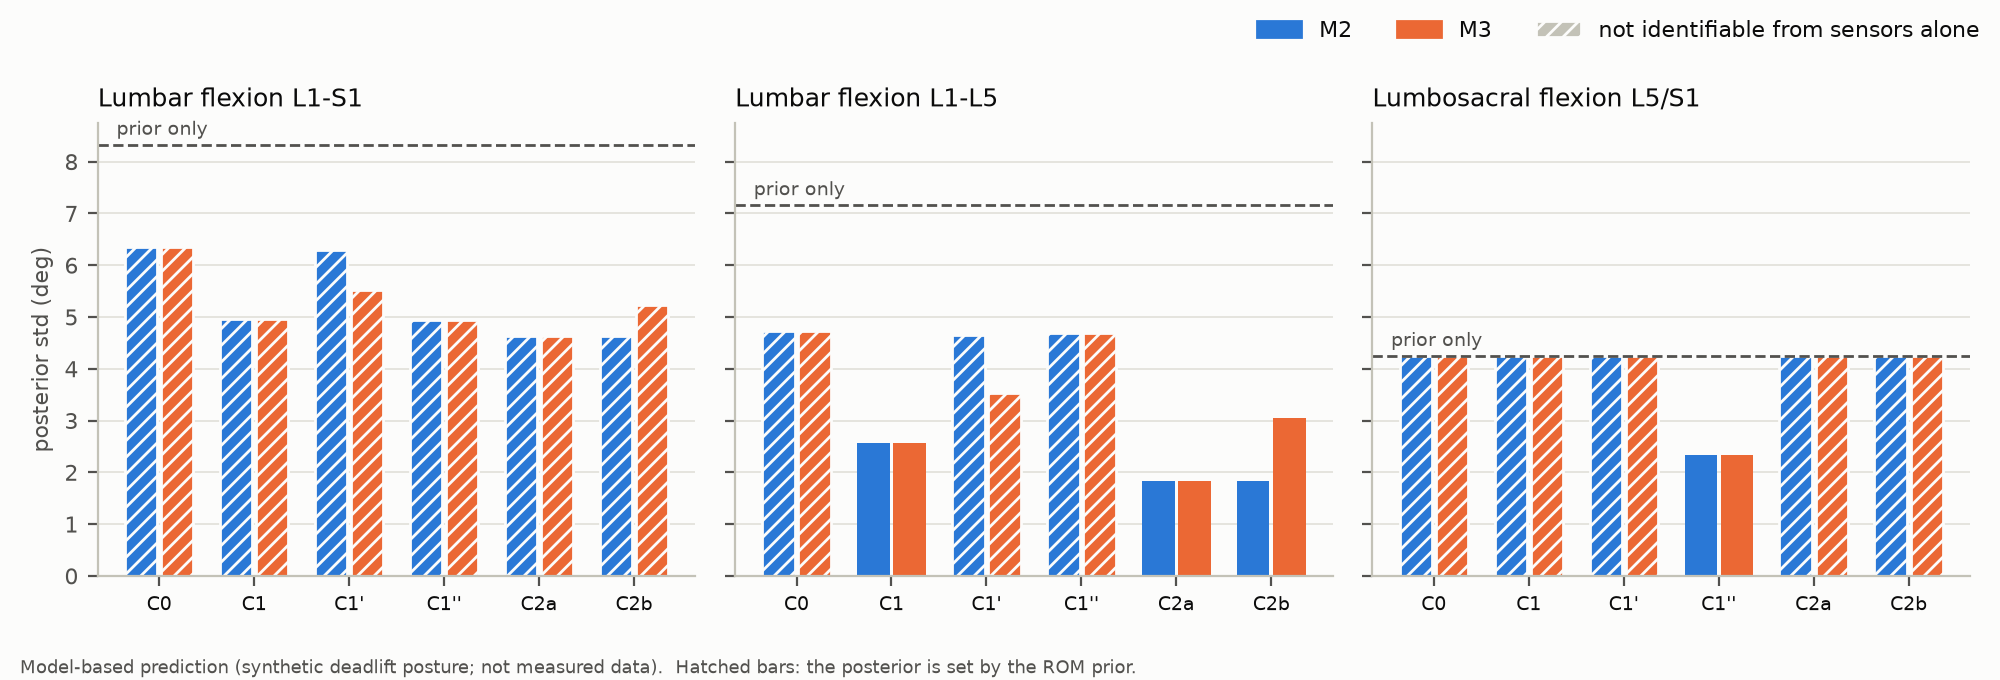 M2 M3 not identifiable from sensors alone
Lumbar flexion L1-S1
prior only
posterior std (deg)
8
7
6
5
4
3
2
1
0
C0 C1 C1' C1'' C2a C2b
Lumbar flexion L1-L5
prior only
C0 C1 C1' C1'' C2a C2b
Lumbosacral flexion L5/S1
prior only
C0 C1 C1' C1'' C2a C2b
Model-based prediction (synthetic deadlift posture; not measured data).  Hatched bars: the posterior is set by the ROM prior.